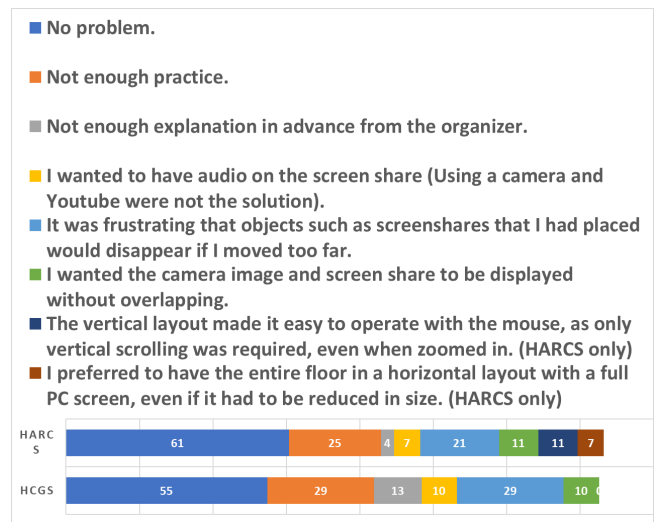 No problem.
Not enough practice.
Not enough explanation in advance from the organizer.
I wanted to have audio on the screen share (Using a camera and
Youtube were not the solution).
It was frustrating that objects such as screenshares that I had placed
would disappear if I moved too far.
I wanted the camera image and screen share to be displayed
without overlapping.
The vertical layout made it easy to operate with the mouse, as only
vertical scrolling was required, even when zoomed in. (HARCS only)
I preferred to have the entire floor in a horizontal layout with a full
PC screen, even if it had to be reduced in size. (HARCS only)
HARC
S
61 25 4 7 21 11 11 7
HCGS 55 29 13 10 29 10